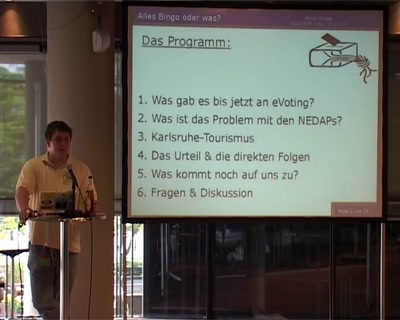 Alles Bingo oder was?
Das Programm:
1. Was gab es bis jetzt an eVoting?
2. Was ist das Problem mit den NEDAPs?
3. Karlsruhe-Tourismus
4. Das Urteil & die direkten Folgen
5. Was kommt noch auf uns zu?
6. Fragen & Diskussion